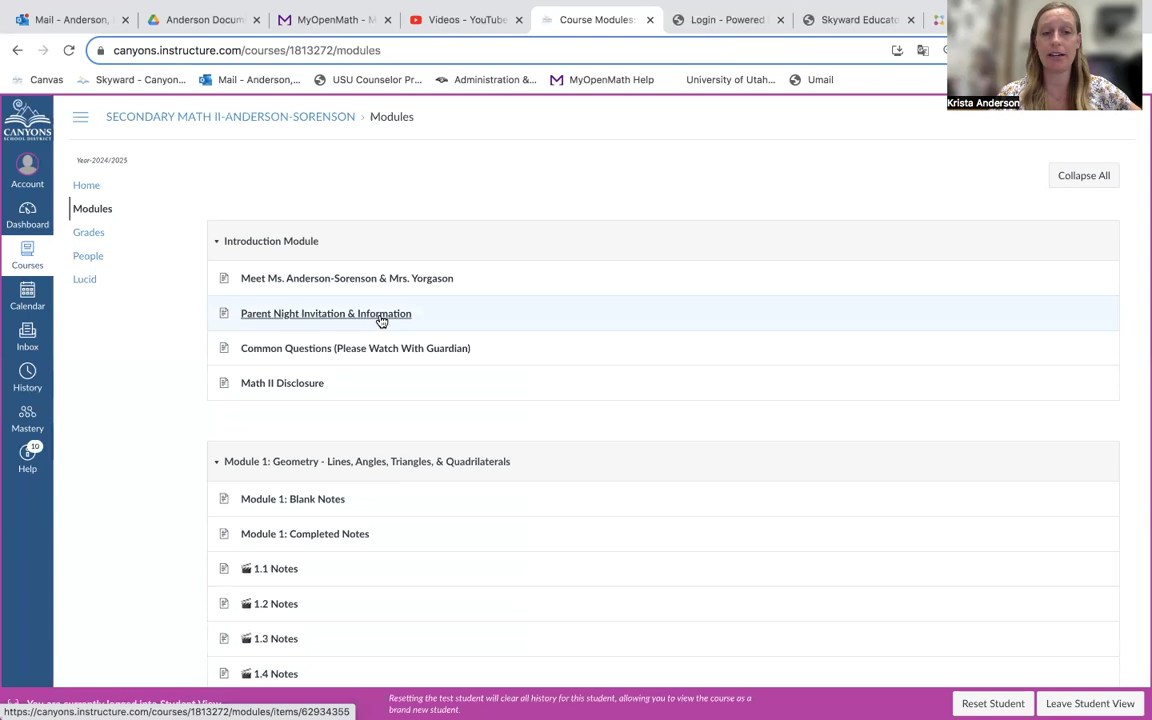 Mail - Anderson,
Anderson Docum
MyOpenMath - M
Videos - YouTube
Course Modules:
Login - Powered
Skyward Educato
canyons.instructure.com/courses/1813272/modules
Canvas
Skyward - Canyon...
Mail - Anderson,...
USU Counselor Pr...
Administration &...
MyOpenMath Help
University of Utah...
Umail
Krista Anderson
CANYONS
SCHOOL DISTRICT
SECONDARY MATH II-ANDERSON-SORENSON › Modules
Account
Dashboard
Courses
Calendar
Inbox
History
Mastery
10
Help
Year-2024/2025
Home
Modules
Grades
People
Lucid
Collapse All
Introduction Module
Meet Ms. Anderson-Sorenson & Mrs. Yorgason
Parent Night Invitation & Information
Common Questions (Please Watch With Guardian)
Math II Disclosure
Module 1: Geometry - Lines, Angles, Triangles, & Quadrilaterals
Module 1: Blank Notes
Module 1: Completed Notes
1.1 Notes
1.2 Notes
1.3 Notes
1.4 Notes
You are currently logged into Student View
Resetting the test student will clear all history for this student, allowing you to view the course as a
brand new student.
Reset Student
Leave Student View
https://canyons.instructure.com/courses/1813272/modules/items/62934355